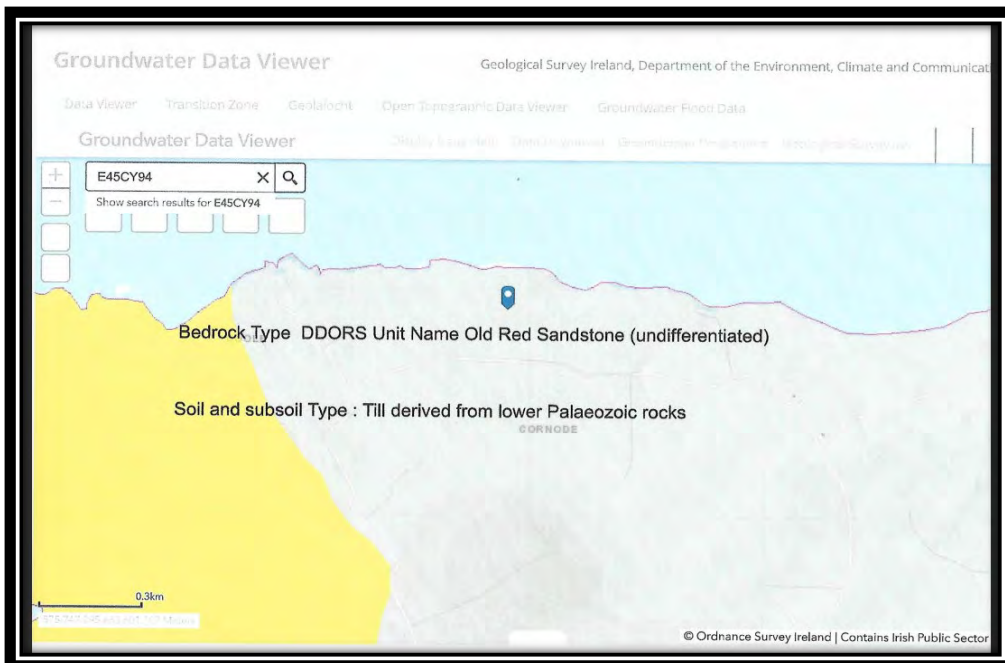 Groundwater Data Viewer
Geological Survey Ireland, Department of the Environment, Climate and Communicati
Data Viewer Transition Zone Geolaíocht Open Topographic Data Viewer Groundwater Flood Data
Groundwater Data Viewer
E45CY94
Show search results for E45CY94
Bedrock Type DDORS Unit Name Old Red Sandstone (undifferentiated)
Soil and subsoil Type : Till derived from lower Palaeozoic rocks
CORNODE
0.3km
Meters
© Ordnance Survey Ireland | Contains Irish Public Sector